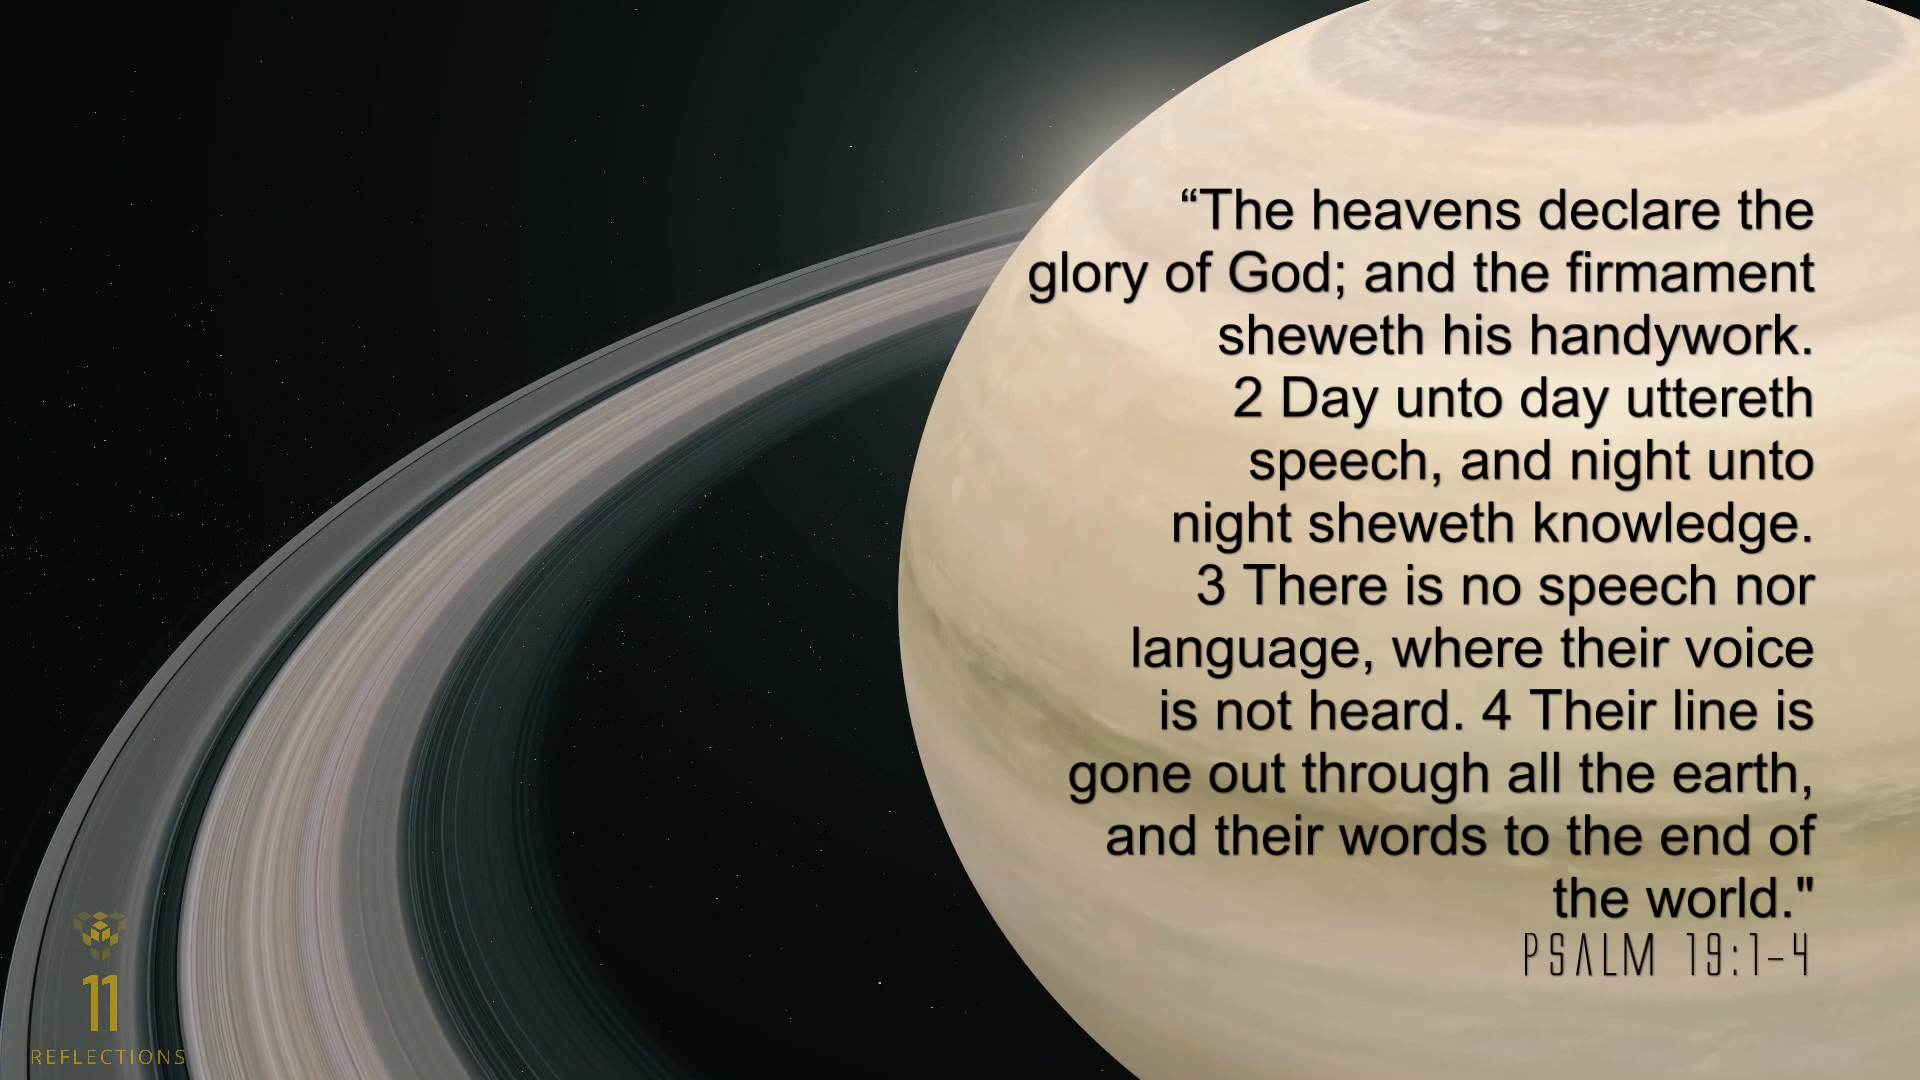 “The heavens declare the
glory of God; and the firmament
sheweth his handywork.
2 Day unto day uttereth
speech, and night unto
night sheweth knowledge.
3 There is no speech nor
language, where their voice
is not heard. 4 Their line is
gone out through all the earth,
and their words to the end of
the world."
PSALM 19:1-4
11
REFLECTIONS